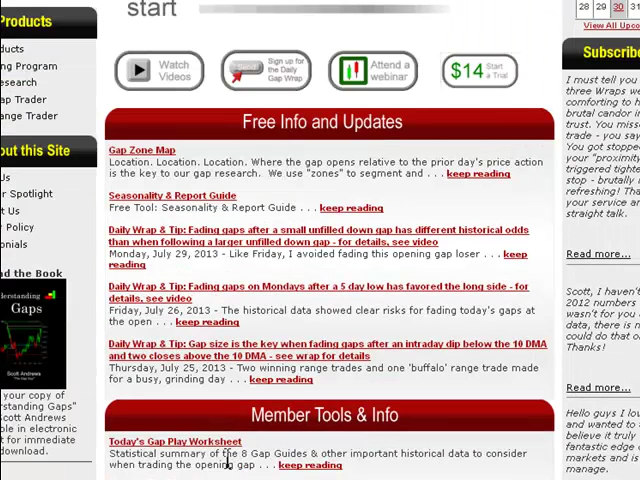 start
28 29 30 31
View All Upco
Products
ducts
ng Program
esearch
ap Trader
ange Trader
Watch Videos
Sign up for the Daily Gap Wrap
Attend a webinar
$14 Start a Trial
Subscribe
I must tell you
three Wraps we
comforting to h
brutal candor in
truth. You misse
trade - you say
You got stopped
your "proximity
triggered tighte
stop - brutally h
refreshing! That
your service an
straight talk.
Read more...
Free Info and Updates
Gap Zone Map
Location. Location. Location. Where the gap opens relative to the prior day's price action
is the key to our gap research. We use "zones" to segment and . . . keep reading
Seasonality & Report Guide
Free Tool: Seasonality & Report Guide . . . keep reading
Daily Wrap & Tip: Fading gaps after a small unfilled down gap has different historical odds
than when following a larger unfilled down gap - for details, see video
Monday, July 29, 2013 - Like Friday, I avoided fading this opening gap loser . . . keep
reading
Daily Wrap & Tip: Fading gaps on Mondays after a 5 day low has favored the long side - for
details, see video
Friday, July 26, 2013 - The historical data showed clear risks for fading today's gaps at
the open . . . keep reading
Daily Wrap & Tip: Gap size is the key when fading gaps after an intraday dip below the 10 DMA
and two closes above the 10 DMA - see wrap for details
Thursday, July 25, 2013 - Two winning range trades and one 'buffalo' range trade made
for a busy, grinding day . . . keep reading
out this Site
Us
r Spotlight
ct Us
y Policy
onials
d the Book
derstanding
Gaps
Scott Andrews
your copy of
rstanding Gaps"
ble in electronic
t for immediate
download.
Scott, I haven't
2012 numbers
wasn't for you a
data, there is n
could do that o
Thanks!
Read more...
Member Tools & Info
Today's Gap Play Worksheet
Statistical summary of the 8 Gap Guides & other important historical data to consider
when trading the opening gap . . . keep reading
Hello guys I lo
and wanted to
believe it truly
fantastic edge
markets and is
manage.